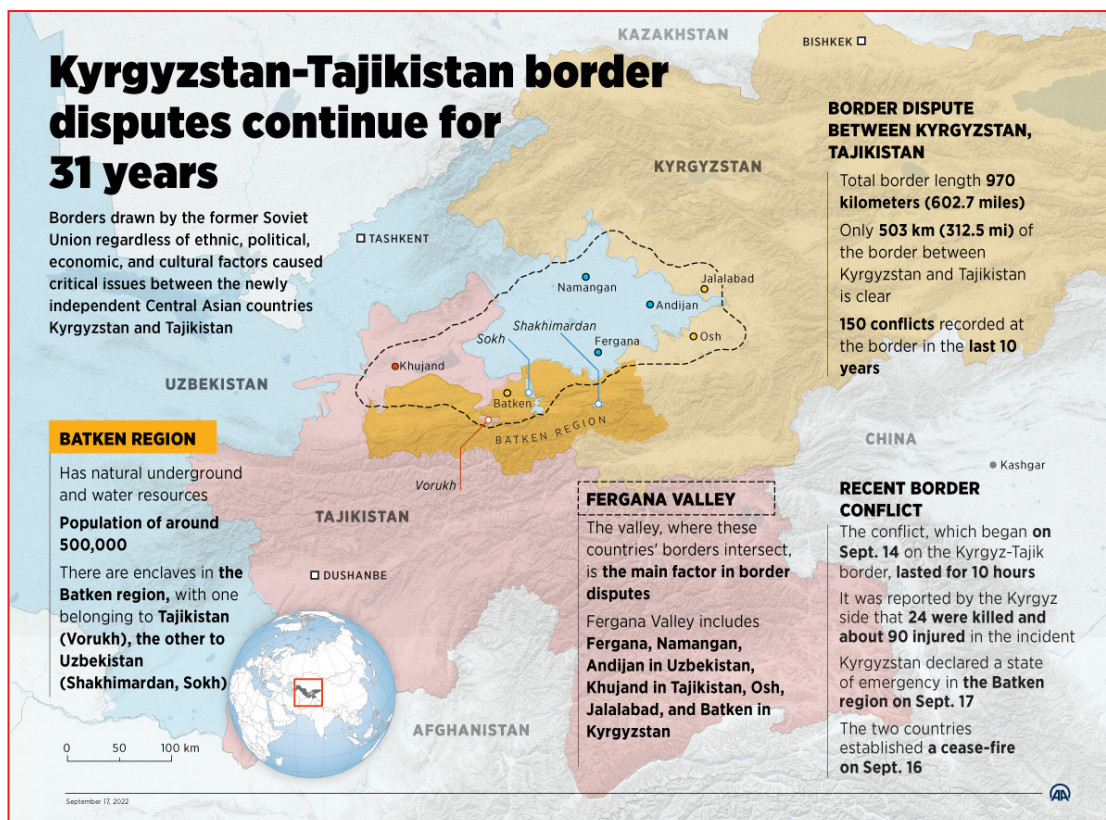 Kyrgyzstan-Tajikistan border
disputes continue for
31 years
Borders drawn by the former Soviet
Union regardless of ethnic, political,
economic, and cultural factors caused
critical issues between the newly
independent Central Asian countries
Kyrgyzstan and Tajikistan
KAZAKHSTAN
BISHKEK
KYRGYZSTAN
TASHKENT
Namangan
Jalalabad
Andijan
Shakhimardan
Sokh
Fergana
Osh
Khujand
UZBEKISTAN
Batken
BATKEN REGION
Vorukh
TAJIKISTAN
DUSHANBE
CHINA
Kashgar
AFGHANISTAN
BORDER DISPUTE
BETWEEN KYRGYZSTAN,
TAJIKISTAN
Total border length 970
kilometers (602.7 miles)
Only 503 km (312.5 mi) of
the border between
Kyrgyzstan and Tajikistan
is clear
150 conflicts recorded at
the border in the last 10
years
BATKEN REGION
Has natural underground
and water resources
Population of around
500,000
There are enclaves in the
Batken region, with one
belonging to Tajikistan
(Vorukh), the other to
Uzbekistan
(Shakhimardan, Sokh)
FERGANA VALLEY
The valley, where these
countries' borders intersect,
is the main factor in border
disputes
Fergana Valley includes
Fergana, Namangan,
Andijan in Uzbekistan,
Khujand in Tajikistan, Osh,
Jalalabad, and Batken in
Kyrgyzstan
RECENT BORDER
CONFLICT
The conflict, which began on
Sept. 14 on the Kyrgyz-Tajik
border, lasted for 10 hours
It was reported by the Kyrgyz
side that 24 were killed and
about 90 injured in the incident
Kyrgyzstan declared a state
of emergency in the Batken
region on Sept. 17
The two countries
established a cease-fire
on Sept. 16
0 50 100 km
September 17, 2022
AA